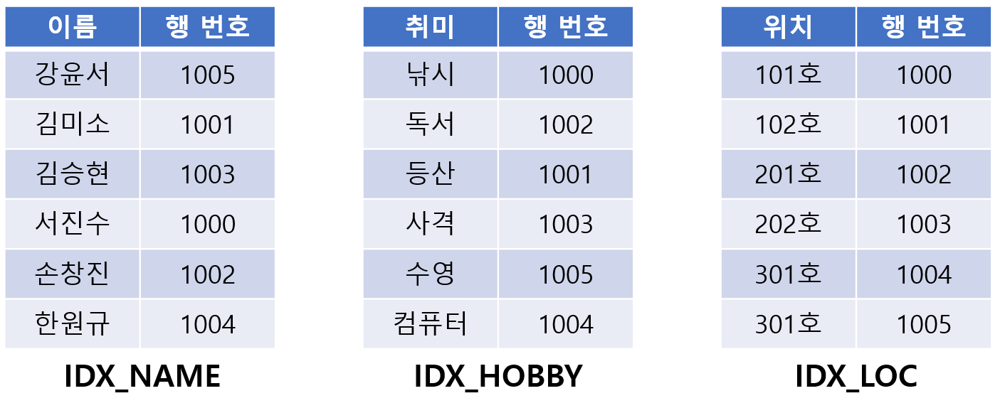 이름 행 번호
강윤서 1005
김미소 1001
김승현 1003
서진수 1000
손창진 1002
한원규 1004
IDX_NAME
취미 행 번호
낚시 1000
독서 1002
등산 1001
사격 1003
수영 1005
컴퓨터 1004
IDX_HOBBY
위치 행 번호
101호 1000
102호 1001
201호 1002
202호 1003
301호 1004
301호 1005
IDX_LOC